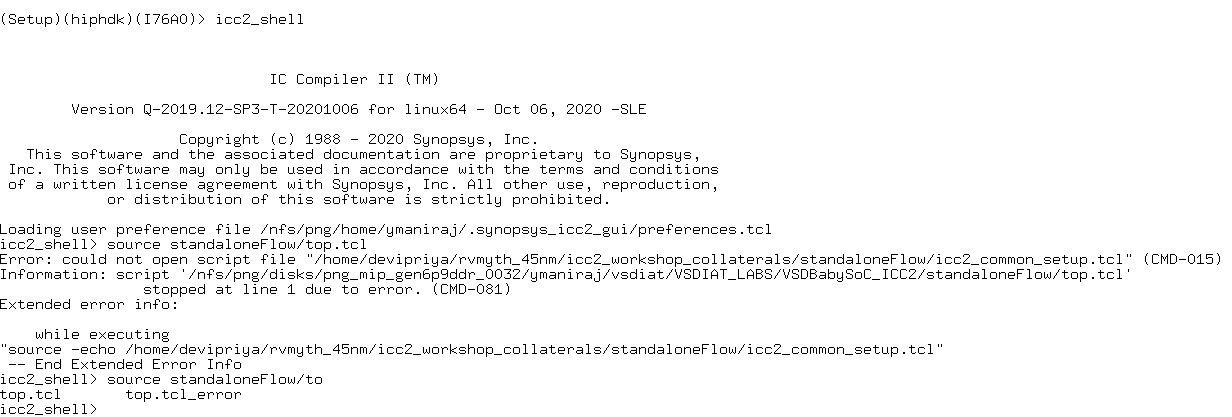 (Setup)(hiphdk)(I76A0)> icc2_shell
IC Compiler II (TM)
Version Q-2019.12-SP3-T-20201006 for linux64 - Oct 06, 2020 -SLE
Copyright (c) 1988 - 2020 Synopsys, Inc.
This software and the associated documentation are proprietary to Synopsys,
Inc. This software may only be used in accordance with the terms and conditions
of a written license agreement with Synopsys, Inc. All other use, reproduction,
or distribution of this software is strictly prohibited.
Loading user preference file /nfs/png/home/ymaniraj/.synopsys_icc2_gui/preferences.tcl
icc2_shell> source standaloneFlow/top.tcl
Error: could not open script file "/home/devipriya/rvmyth_45nm/icc2_workshop_collaterals/standaloneFlow/icc2_common_setup.tcl" (CMD-015)
Information: script '/nfs/png/disks/png_mip_gen6p9ddr_0032/ymaniraj/vsdiat/VSDIAT_LABS/VSDBabySoC_ICC2/standaloneFlow/top.tcl'
stopped at line 1 due to error. (CMD-081)
Extended error info:
while executing
"source -echo /home/devipriya/rvmyth_45nm/icc2_workshop_collaterals/standaloneFlow/icc2_common_setup.tcl"
-- End Extended Error Info
icc2_shell> source standaloneFlow/to
top.tcl top.tcl_error
icc2_shell>